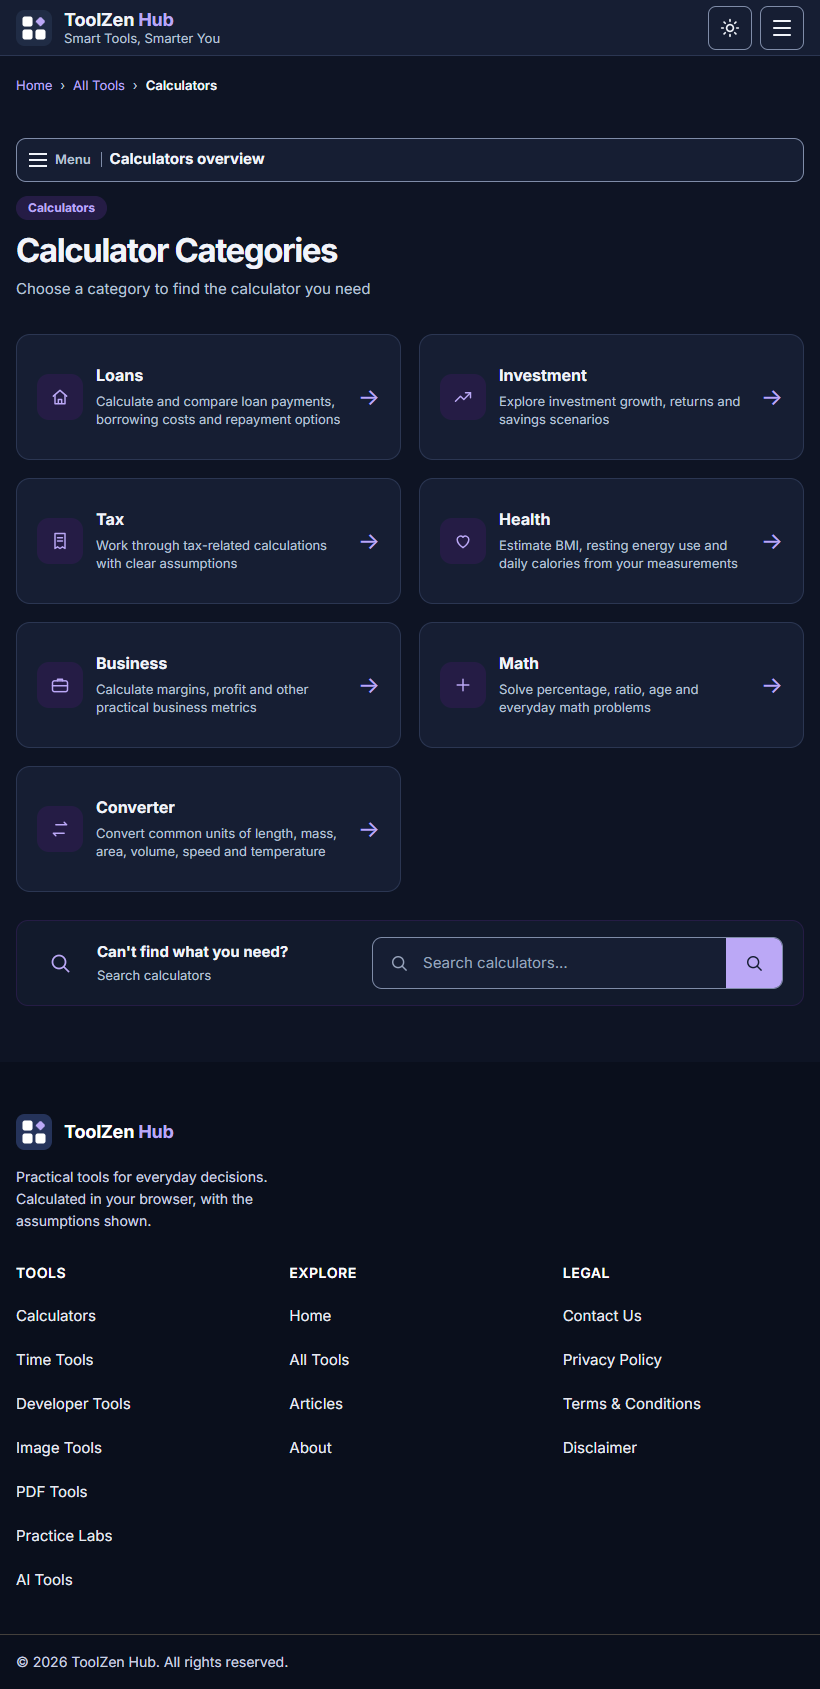 ToolZen Hub
Smart Tools, Smarter You
Home › All Tools › Calculators
Menu | Calculators overview
Calculators
Calculator Categories
Choose a category to find the calculator you need
Loans
Calculate and compare loan payments,
borrowing costs and repayment options
Investment
Explore investment growth, returns and
savings scenarios
Tax
Work through tax-related calculations
with clear assumptions
Health
Estimate BMI, resting energy use and
daily calories from your measurements
Business
Calculate margins, profit and other
practical business metrics
Math
Solve percentage, ratio, age and
everyday math problems
Converter
Convert common units of length, mass,
area, volume, speed and temperature
Can't find what you need?
Search calculators
Search calculators...
ToolZen Hub
Practical tools for everyday decisions.
Calculated in your browser, with the
assumptions shown.
TOOLS
Calculators
Time Tools
Developer Tools
Image Tools
PDF Tools
Practice Labs
AI Tools
EXPLORE
Home
All Tools
Articles
About
LEGAL
Contact Us
Privacy Policy
Terms & Conditions
Disclaimer
© 2026 ToolZen Hub. All rights reserved.